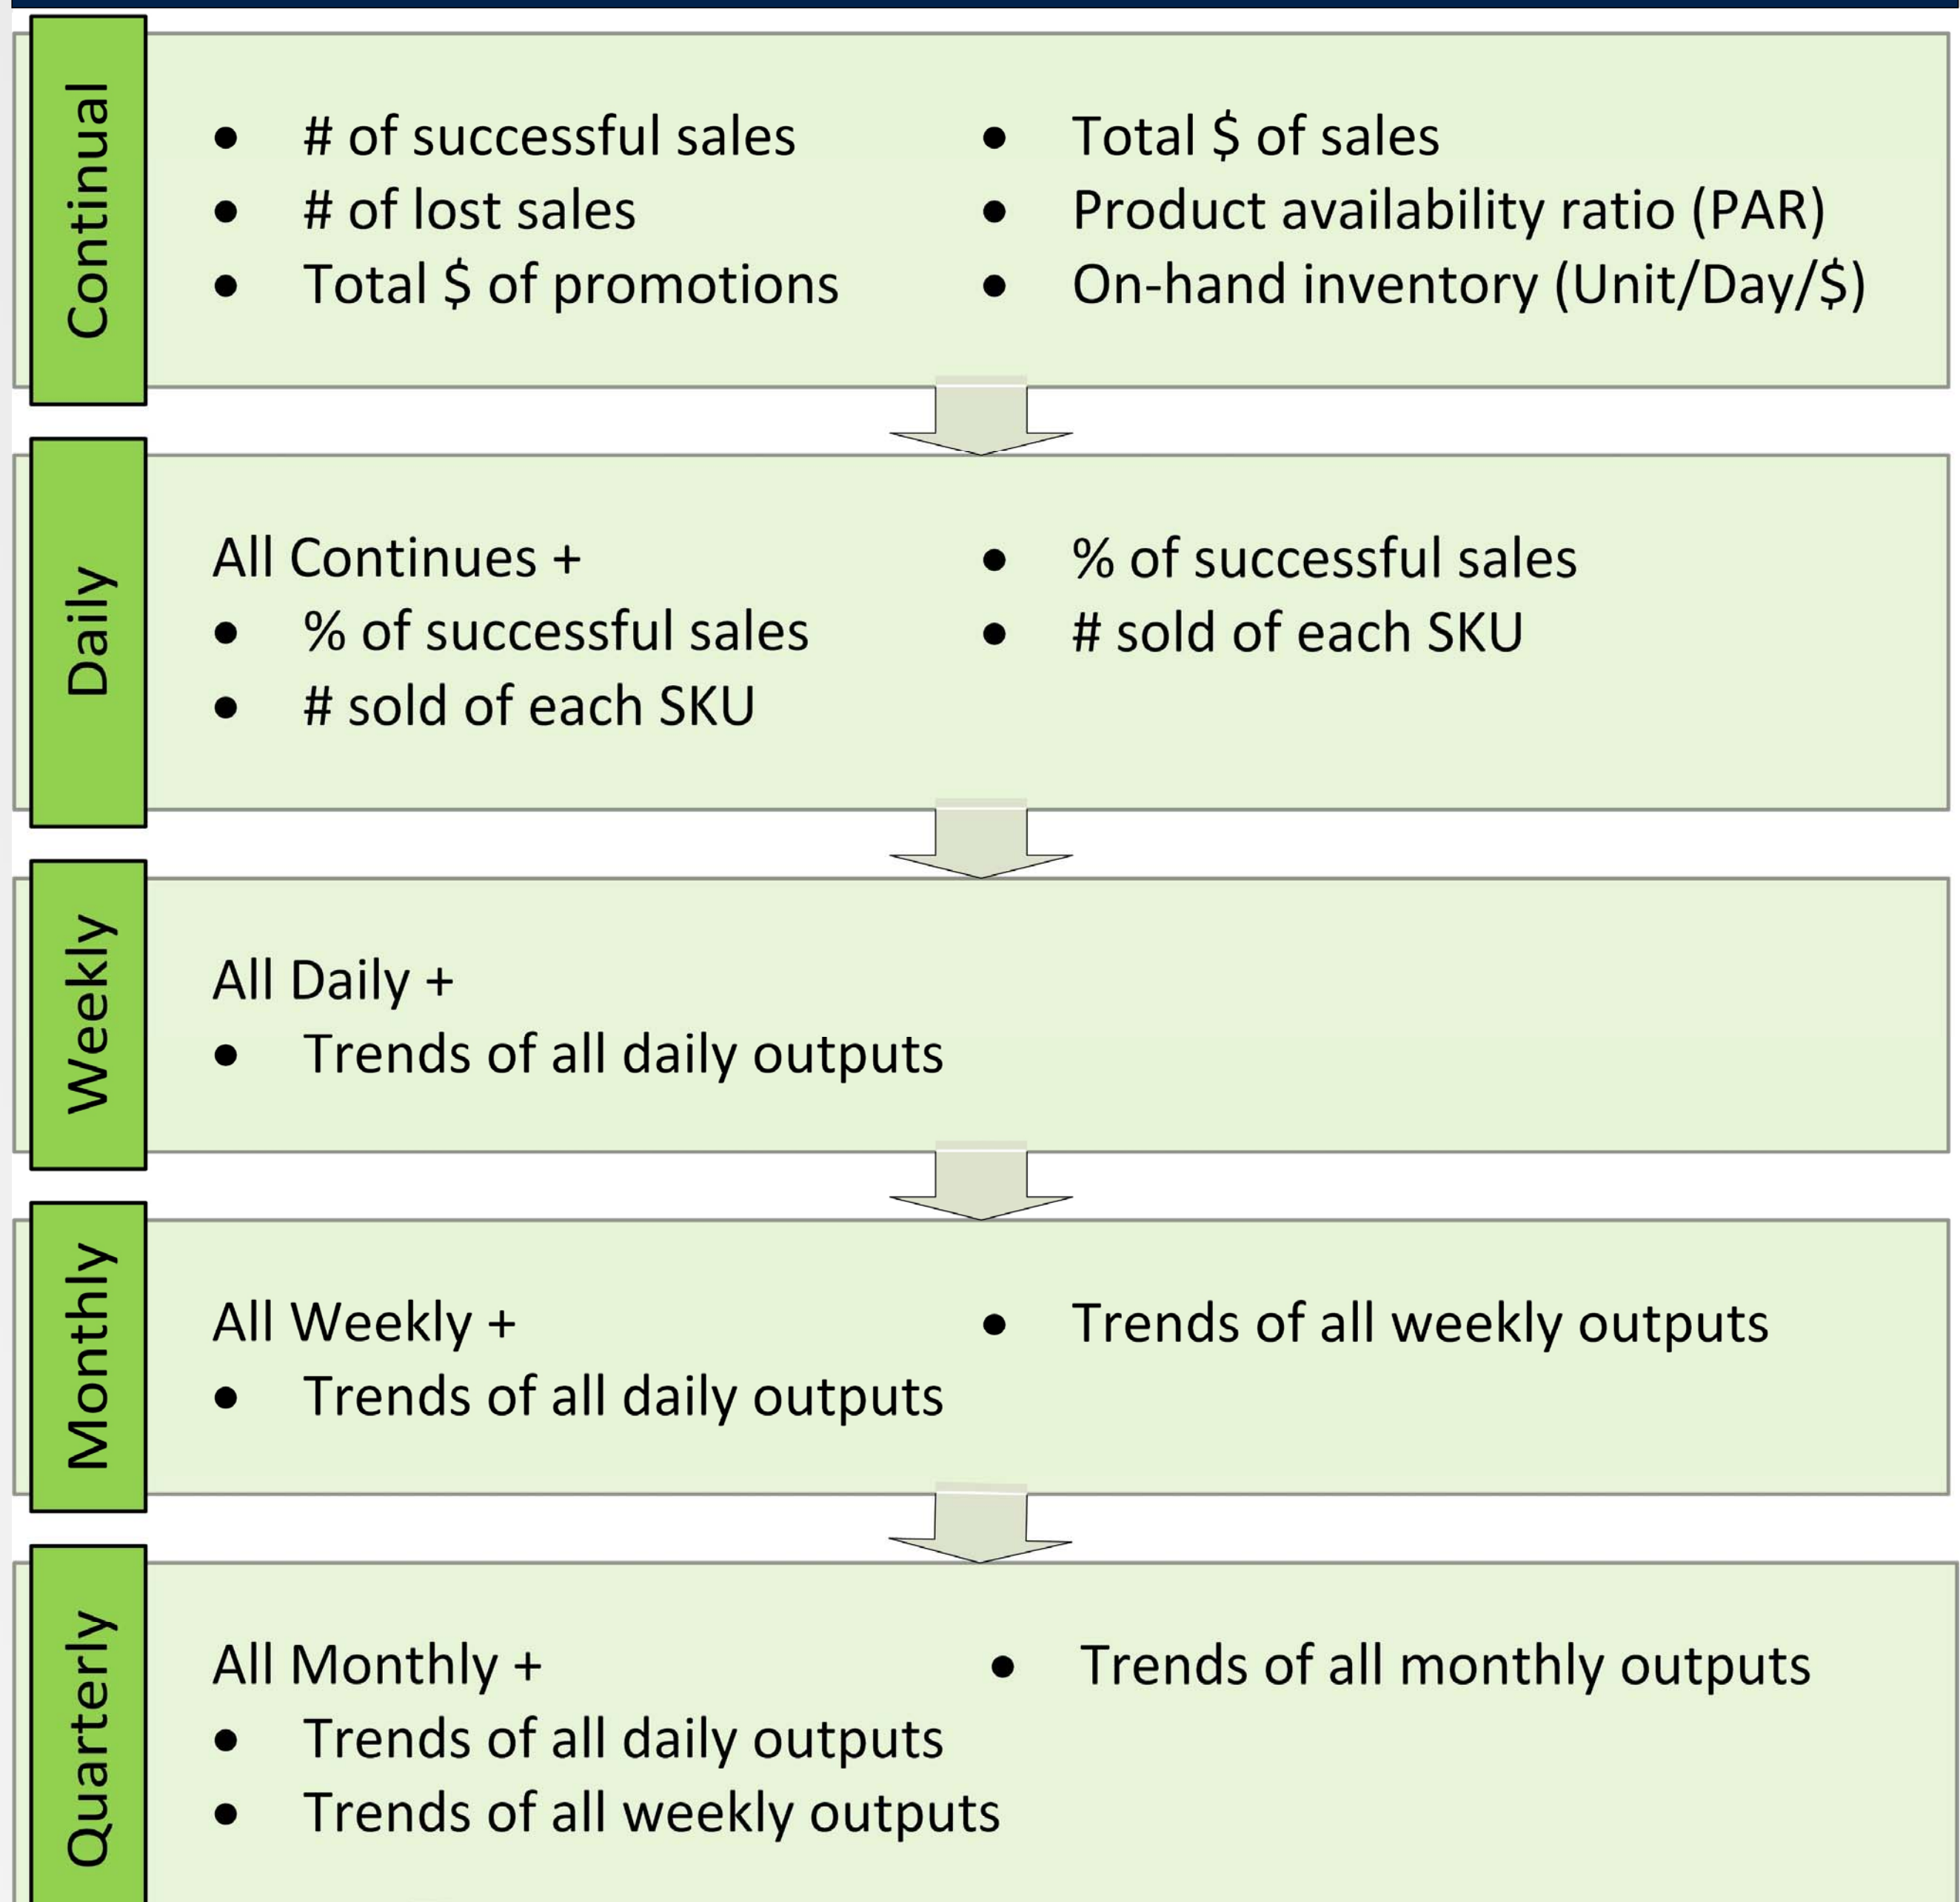 Continual
# of successful sales
# of lost sales
Total $ of promotions
Total $ of sales
Product availability ratio (PAR)
On-hand inventory (Unit/Day/$)
Daily
All Continues +
% of successful sales
# sold of each SKU
% of successful sales
# sold of each SKU
Weekly
All Daily +
Trends of all daily outputs
Monthly
All Weekly +
Trends of all daily outputs
Trends of all weekly outputs
Quarterly
All Monthly +
Trends of all daily outputs
Trends of all weekly outputs
Trends of all monthly outputs